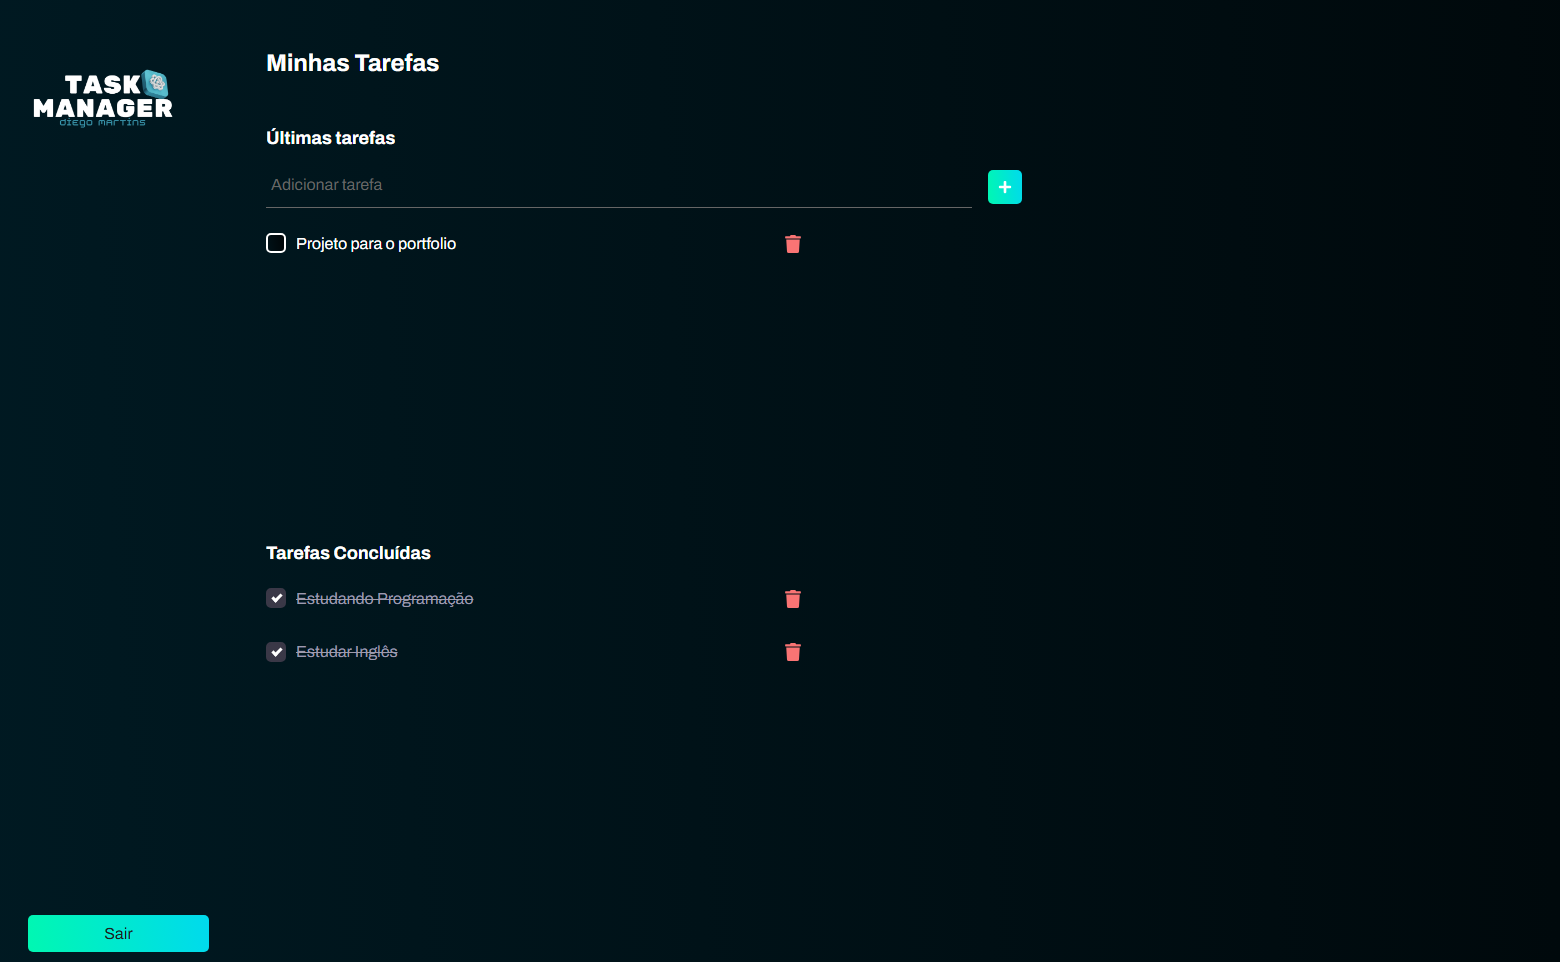 TASK
MANAGER
diego martins
Minhas Tarefas
Últimas tarefas
Adicionar tarefa
Projeto para o portfolio
Tarefas Concluídas
Estudando Programação
Estudar Inglês
Sair